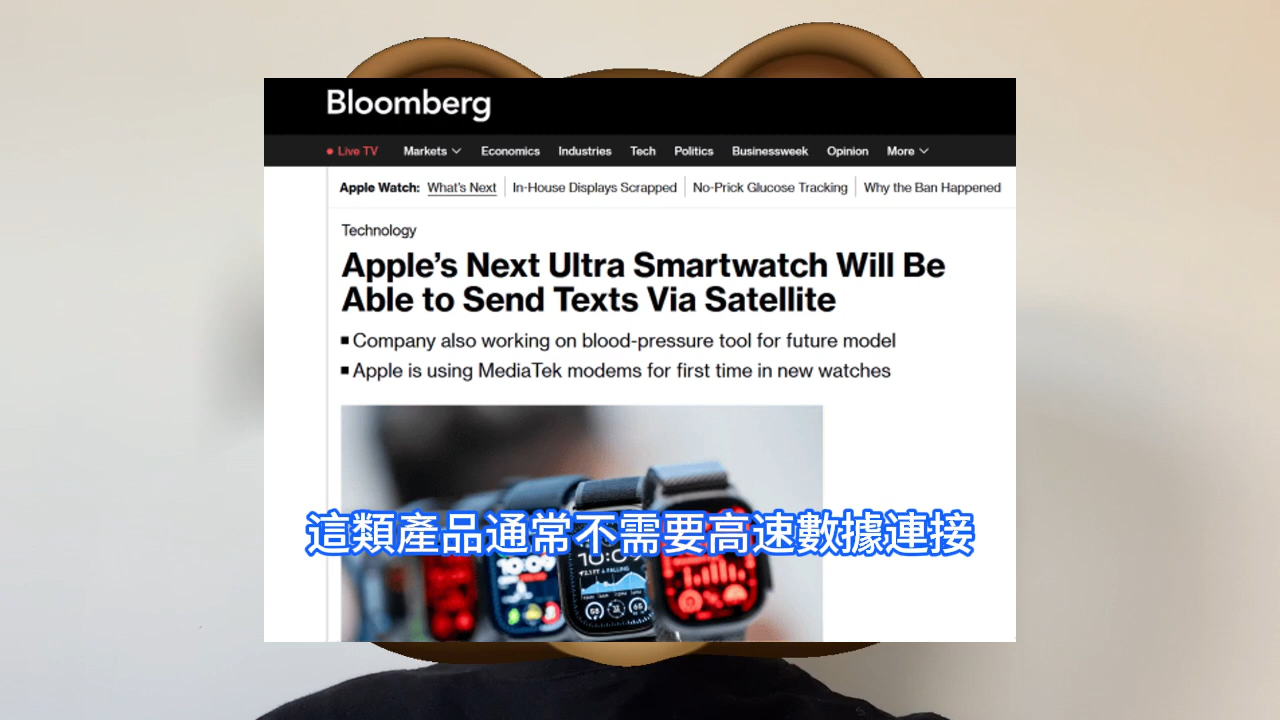 Bloomberg
Live TV Markets Economics Industries Tech Politics Businessweek Opinion More
Apple Watch: What's Next In-House Displays Scrapped No-Prick Glucose Tracking Why the Ban Happened
Technology
Apple's Next Ultra Smartwatch Will Be
Able to Send Texts Via Satellite
Company also working on blood-pressure tool for future model
Apple is using MediaTek modems for first time in new watches
這類產品通常不需要高速數據連接
10:09